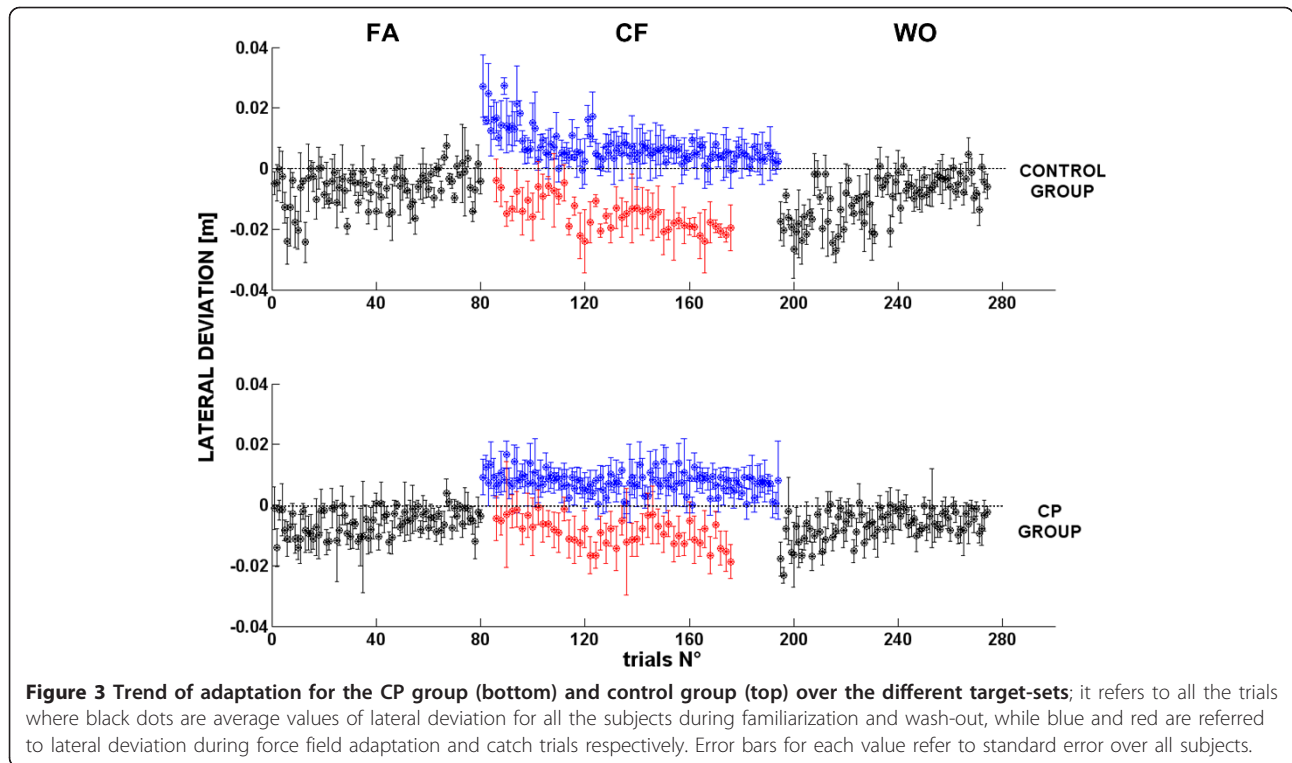 FA CF WO
0.04
0.02
0
-0.02
-0.04
0 40 80 120 160 200 240 280
CONTROL
GROUP
LATERAL DEVIATION [m]
0.04
0.02
0
-0.02
-0.04
0 40 80 120 160 200 240 280
CP
GROUP
trials N°
Figure 3 Trend of adaptation for the CP group (bottom) and control group (top) over the different target-sets; it refers to all the trials
where black dots are average values of lateral deviation for all the subjects during familiarization and wash-out, while blue and red are referred
to lateral deviation during force field adaptation and catch trials respectively. Error bars for each value refer to standard error over all subjects.